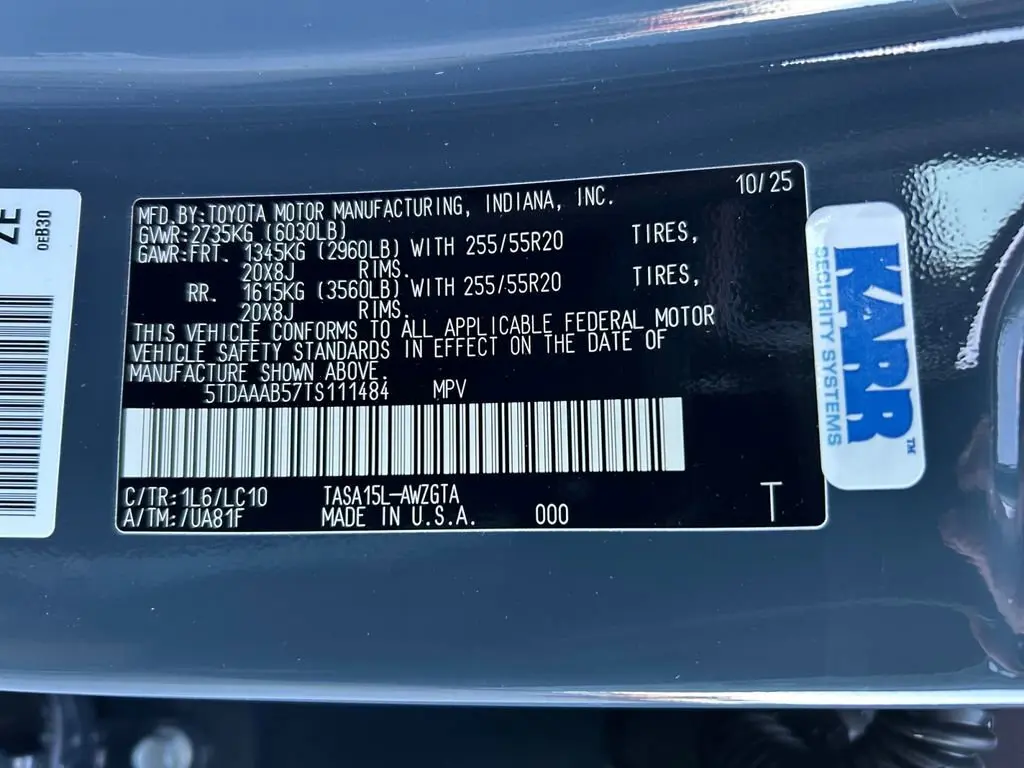 ZE
0EB30
MFD.BY:TOYOTA MOTOR MANUFACTURING, INDIANA, INC. 10/25
GVWR:2735KG (6030LB)
GAWR:FRT. 1345KG (2960LB) WITH 255/55R20 TIRES,
20X8J RIMS.
RR. 1615KG (3560LB) WITH 255/55R20 TIRES,
20X8J RIMS.
THIS VEHICLE CONFORMS TO ALL APPLICABLE FEDERAL MOTOR
VEHICLE SAFETY STANDARDS IN EFFECT ON THE DATE OF
MANUFACTURE SHOWN ABOVE.
5TDAAAB57TS111484 MPV
C/TR:1L6/LC10 TASA15L-AWZGTA
A/TM:/UA81F MADE IN U.S.A. 000 T
KARR™
SECURITY SYSTEMS